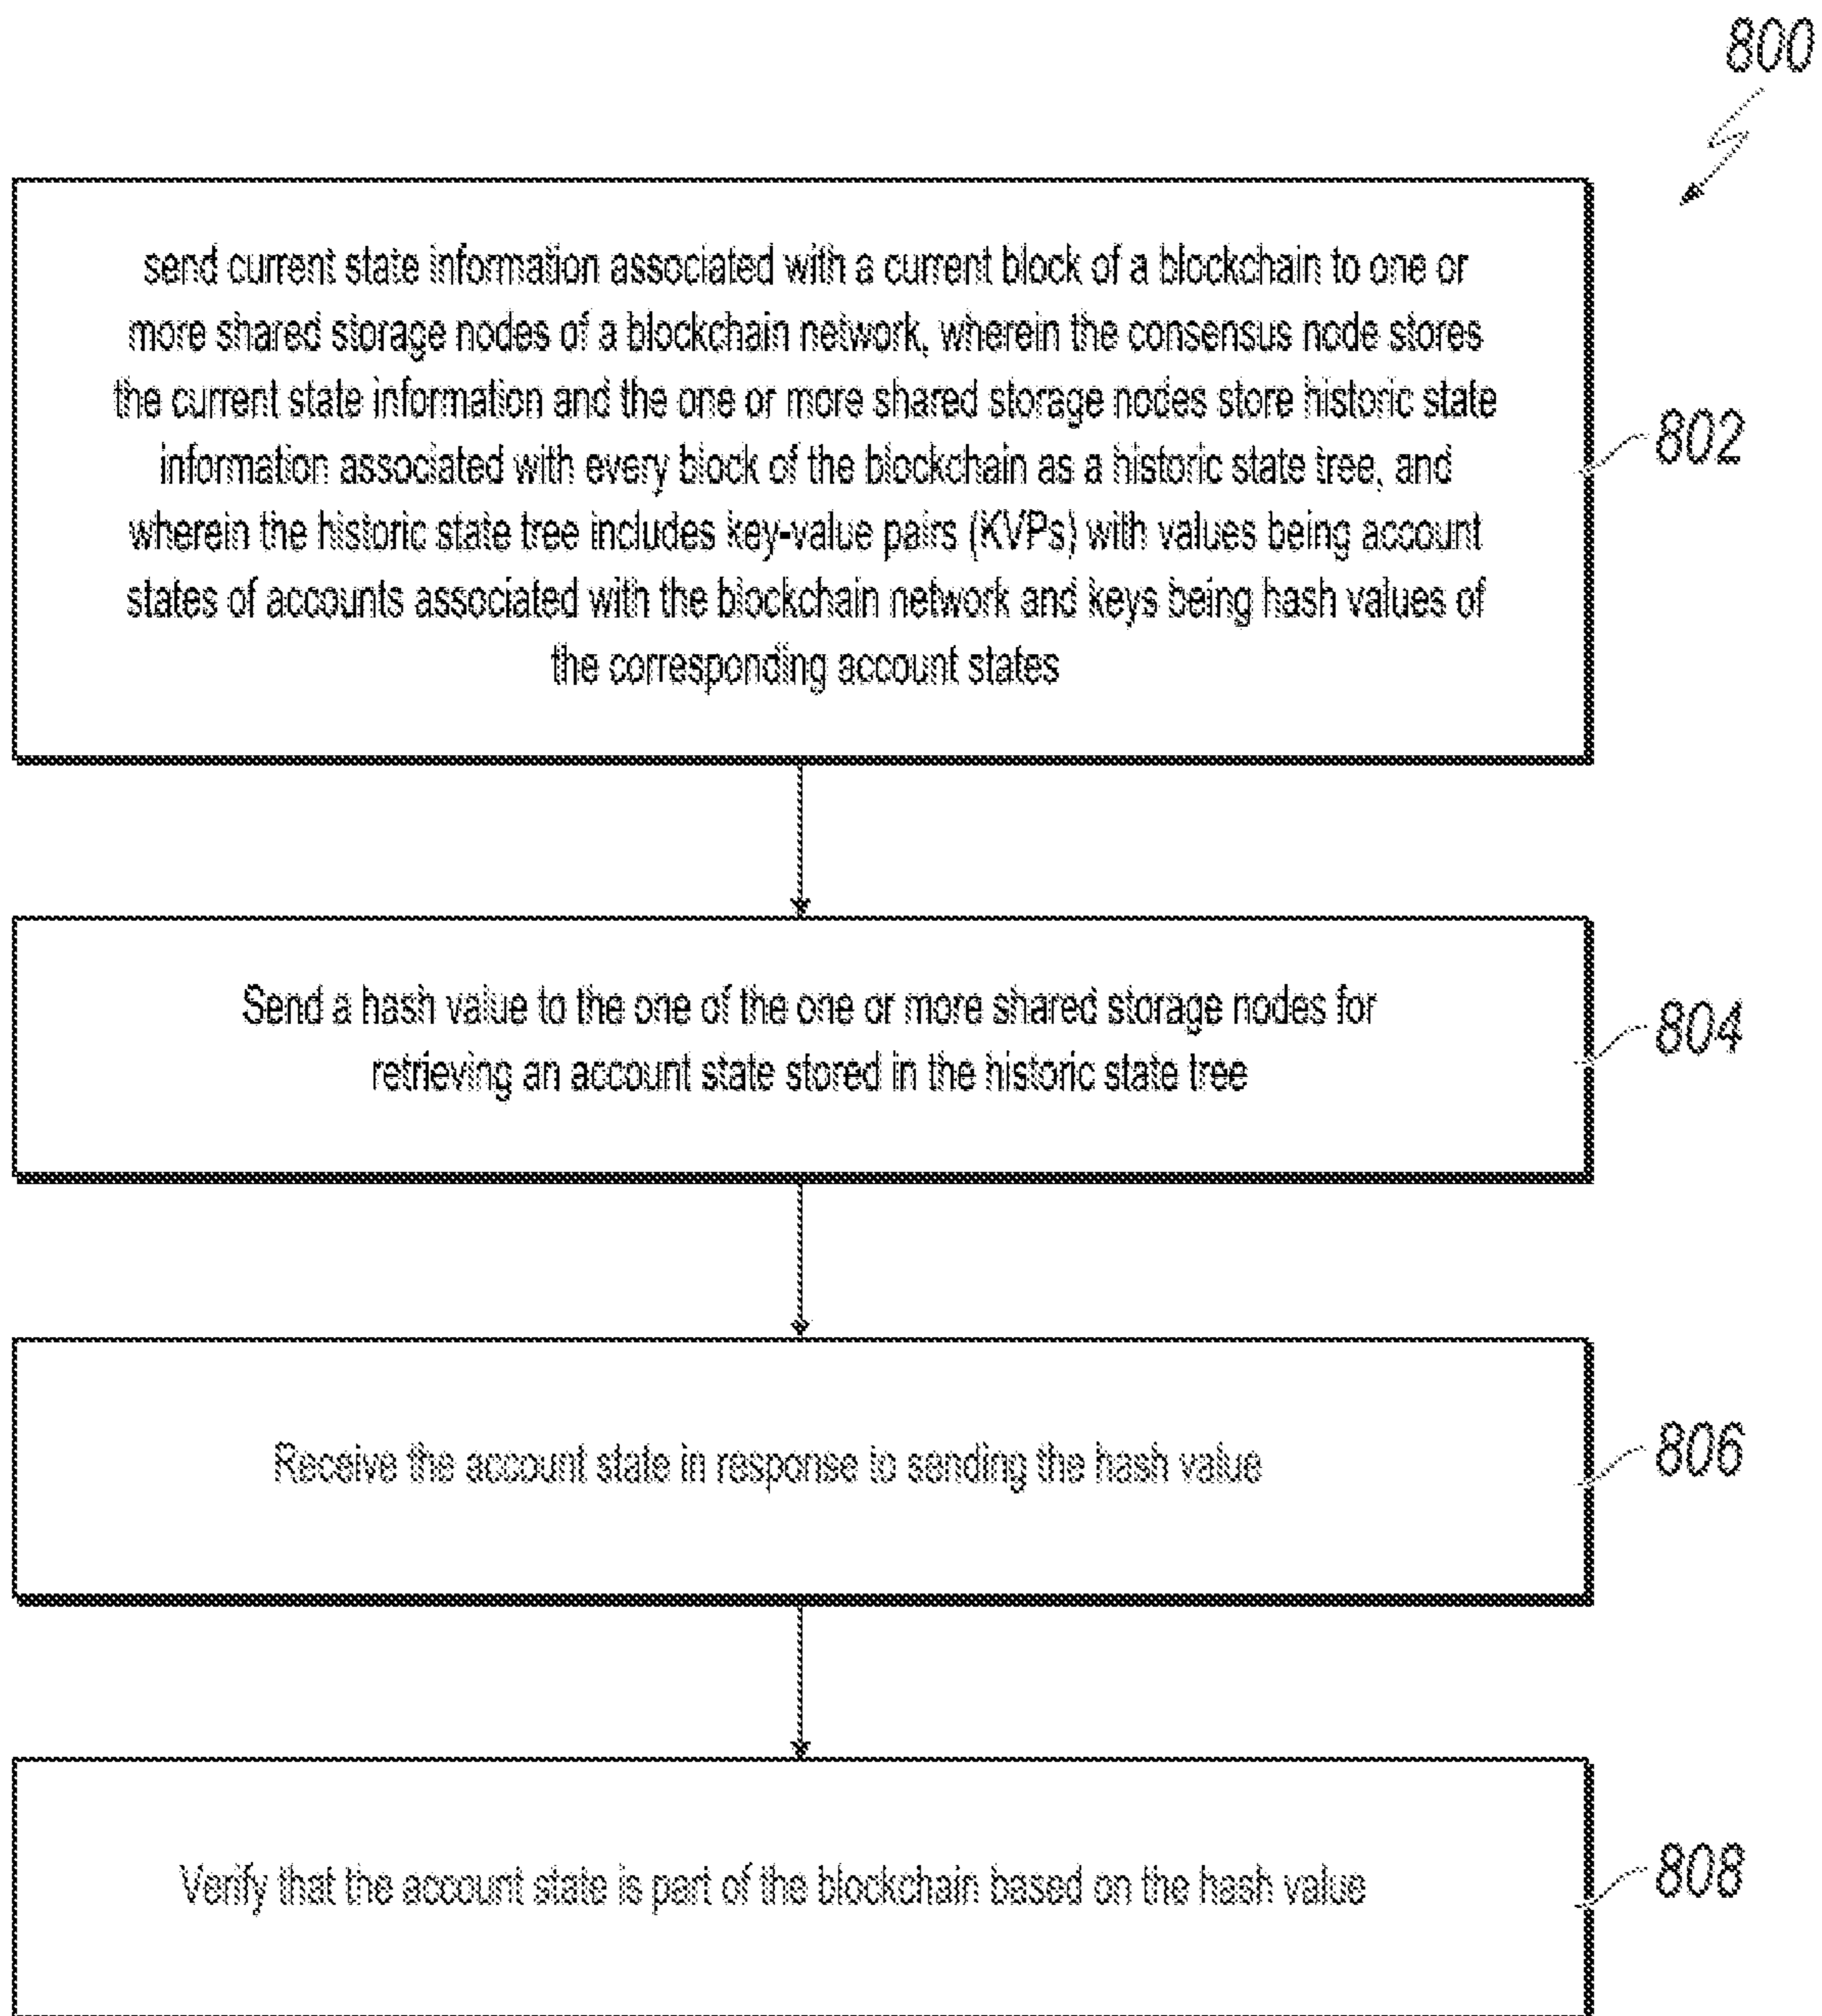 800
send current state information associated with a current block of a blockchain to one or
more shared storage nodes of a blockchain network, wherein the consensus node stores
the current state information and the one or more shared storage nodes store historic state
information associated with every block of the blockchain as a historic state tree, and
wherein the historic state tree includes key-value pairs (KVPs) with values being account
states of accounts associated with the blockchain network and keys being hash values of
the corresponding account states
802
Send a hash value to the one of the one or more shared storage nodes for
retrieving an account state stored in the historic state tree
804
Receive the account state in response to sending the hash value
806
Verify that the account state is part of the blockchain based on the hash value
808